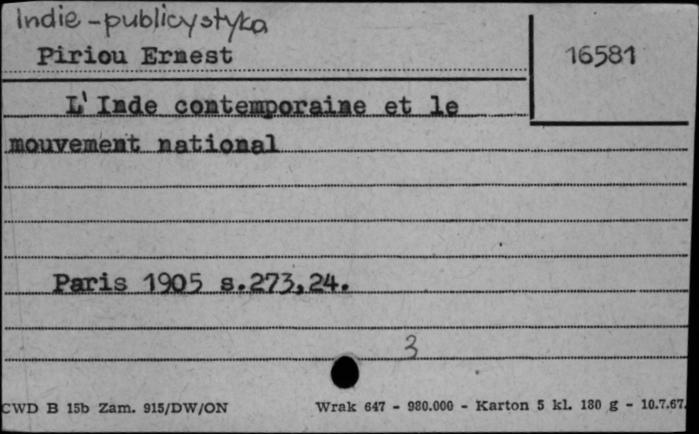 Indie - publicystyka
Piriou Ernest
16581
L'Inde contemporaine et le
mouvement national
Paris 1905 s.273,24.
3
CWD B 15b Zam. 915/DW/ON
Wrak 647 - 980.000 - Karton 5 kl. 180 g - 10.7.67.